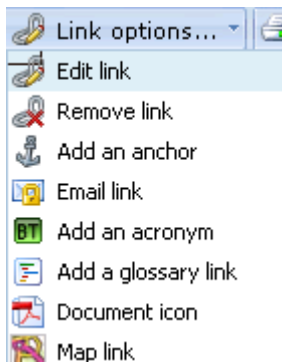 Link options...
Edit link
Remove link
Add an anchor
Email link
BT Add an acronym
Add a glossary link
Document icon
Map link